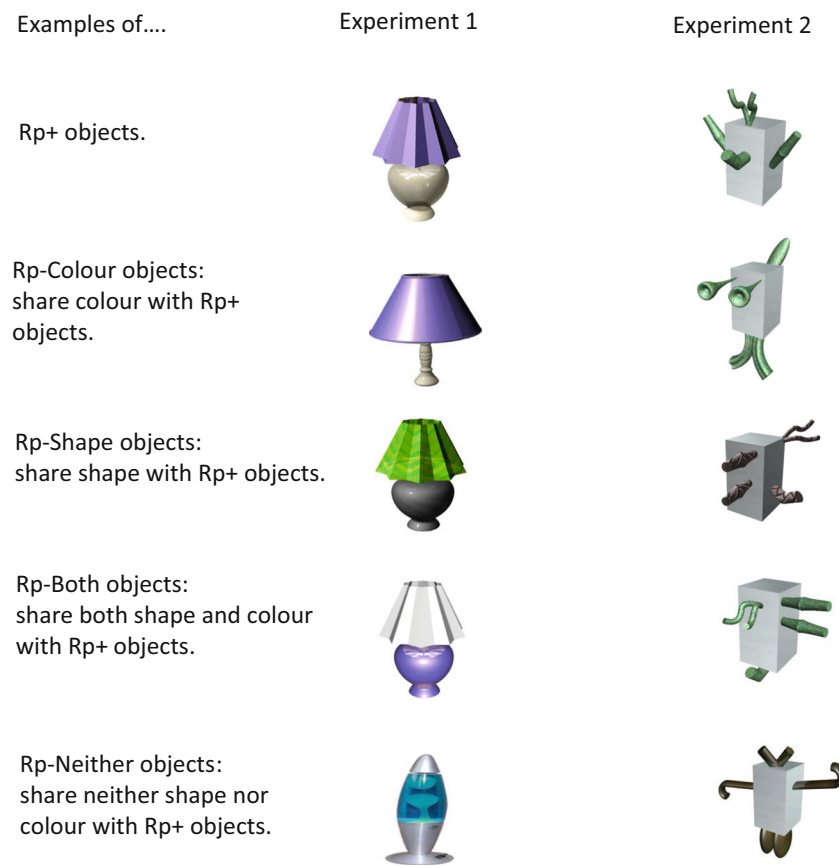 Examples of....
Experiment 1
Experiment 2
Rp+ objects.
Rp-Colour objects:
share colour with Rp+
objects.
Rp-Shape objects:
share shape with Rp+ objects.
Rp-Both objects:
share both shape and colour
with Rp+ objects.
Rp-Neither objects:
share neither shape nor
colour with Rp+ objects.